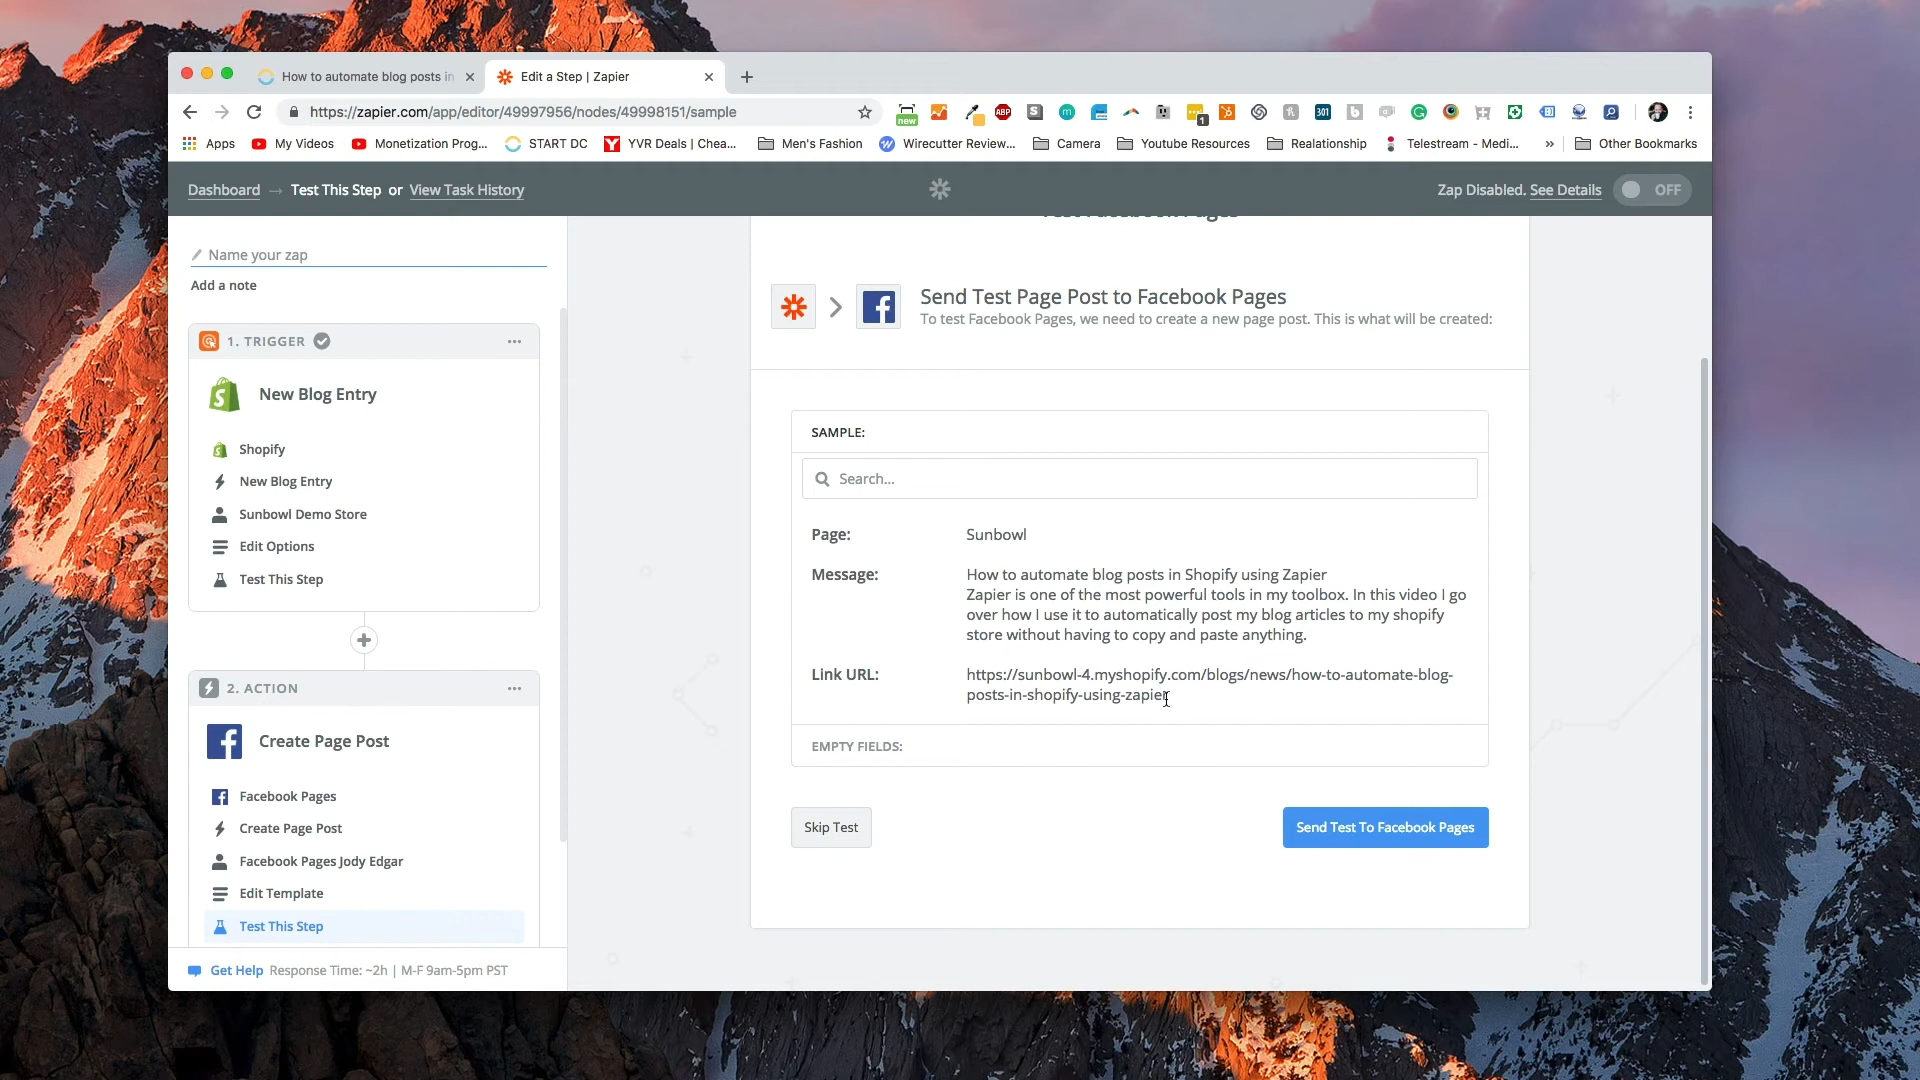 How to automate blog posts in
Edit a Step | Zapier
https://zapier.com/app/editor/49997956/nodes/49998151/sample
new
ABP
1
301
Apps
My Videos
Monetization Prog...
START DC
YVR Deals | Chea...
Men's Fashion
Wirecutter Review...
Camera
Youtube Resources
Realationship
Telestream - Medi...
»
Other Bookmarks
Dashboard → Test This Step or View Task History
Zap Disabled. See Details
OFF
Name your zap
Add a note
1. TRIGGER
New Blog Entry
Shopify
New Blog Entry
Sunbowl Demo Store
Edit Options
Test This Step
2. ACTION
Create Page Post
Facebook Pages
Create Page Post
Facebook Pages Jody Edgar
Edit Template
Test This Step
Get Help Response Time: ~2h | M-F 9am-5pm PST
Send Test Page Post to Facebook Pages
To test Facebook Pages, we need to create a new page post. This is what will be created:
SAMPLE:
Search...
Page: Sunbowl
Message: How to automate blog posts in Shopify using Zapier
Zapier is one of the most powerful tools in my toolbox. In this video I go
over how I use it to automatically post my blog articles to my shopify
store without having to copy and paste anything.
Link URL: https://sunbowl-4.myshopify.com/blogs/news/how-to-automate-blog-
posts-in-shopify-using-zapier
EMPTY FIELDS:
Skip Test
Send Test To Facebook Pages